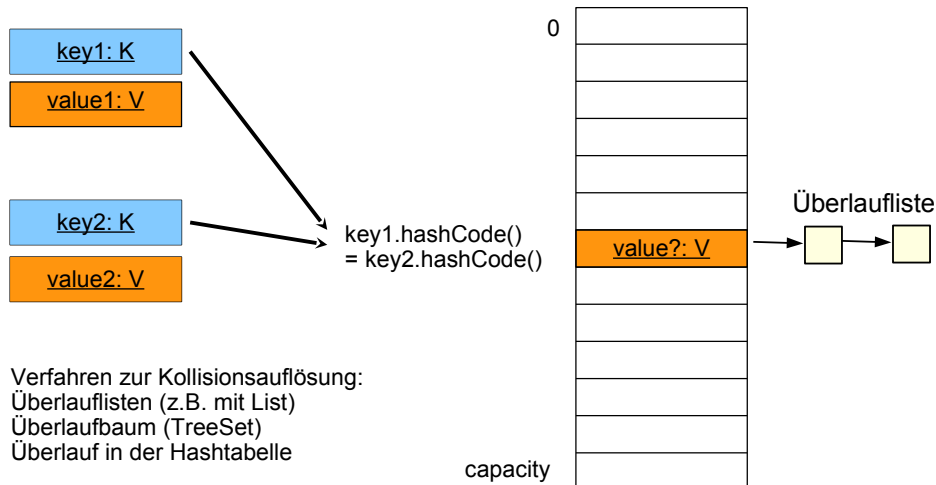 0
key1: K
value1: V
key2: K
value2: V
key1.hashCode()
= key2.hashCode()
Überlaufliste
value?: V
Verfahren zur Kollisionsauflösung:
Überlauflisten (z.B. mit List)
Überlaufbaum (TreeSet)
Überlauf in der Hashtabelle
capacity